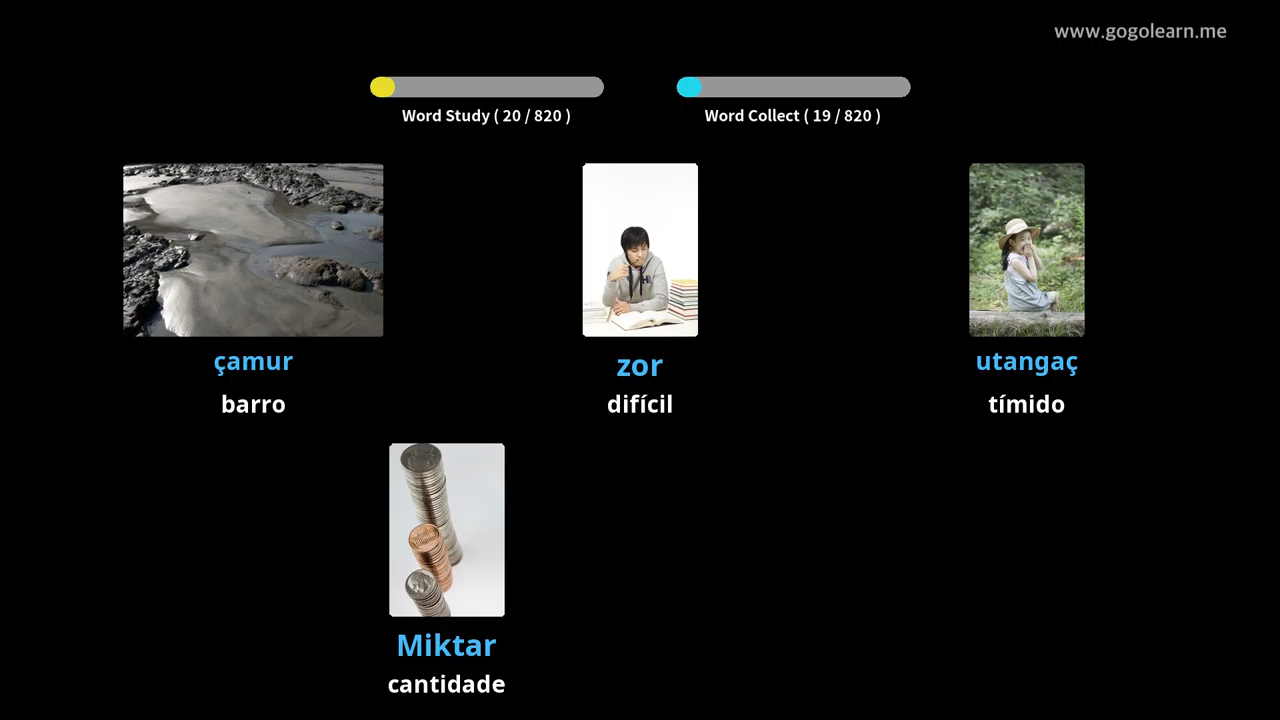 www.gogolearn.me
Word Study ( 20 / 820 )
Word Collect ( 19 / 820 )
çamur
zor
utangaç
barro
difícil
tímido
Miktar
cantidade